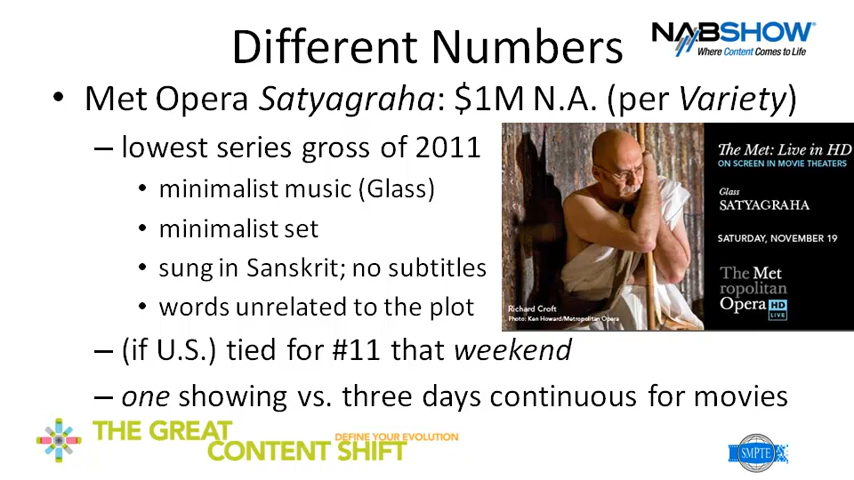 Different Numbers
NABSHOW®
Where Content Comes to Life
• Met Opera Satyagraha: $1M N.A. (per Variety)
– lowest series gross of 2011
• minimalist music (Glass)
• minimalist set
• sung in Sanskrit; no subtitles
• words unrelated to the plot
Richard Croft
Photo: Ken Howard/Metropolitan Opera
The Met: Live in HD
ON SCREEN IN MOVIE THEATERS
Glass
SATYAGRAHA
SATURDAY, NOVEMBER 19
The Met
ropolitan
Opera HD
LIVE
– (if U.S.) tied for #11 that weekend
– one showing vs. three days continuous for movies
THE GREAT
CONTENT SHIFT
DEFINE YOUR EVOLUTION
SMPTE